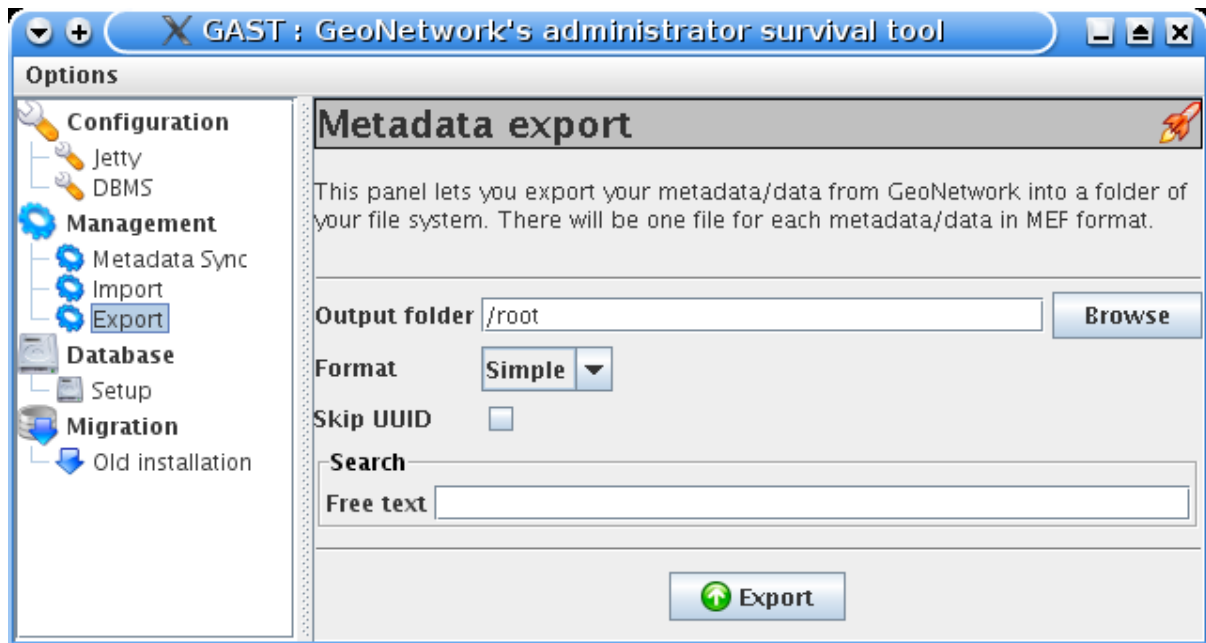 GAST : GeoNetwork's administrator survival tool
Options
Configuration
Jetty
DBMS
Management
Metadata Sync
Import
Export
Database
Setup
Migration
Old installation
Metadata export
This panel lets you export your metadata/data from GeoNetwork into a folder of
your file system. There will be one file for each metadata/data in MEF format.
Output folder /root Browse
Format Simple
Skip UUID
Search
Free text
Export